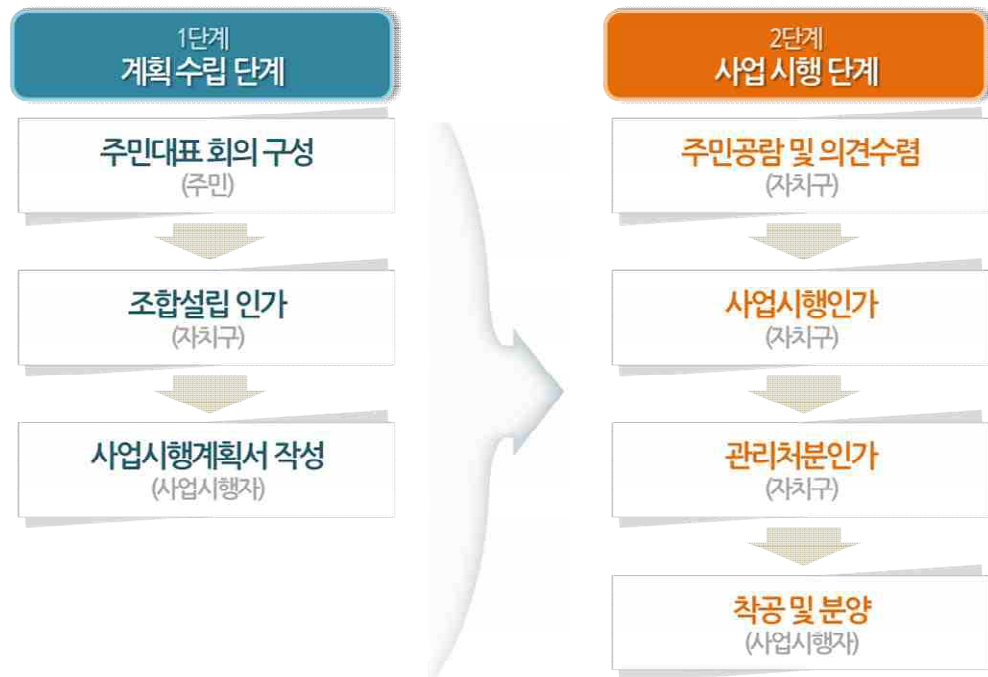 1단계
계획 수립 단계
주민대표 회의 구성
(주민)
조합설립 인가
(자치구)
사업시행계획서 작성
(사업시행자)
2단계
사업 시행 단계
주민공람 및 의견수렴
(자치구)
사업시행인가
(자치구)
관리처분인가
(자치구)
착공 및 분양
(사업시행자)